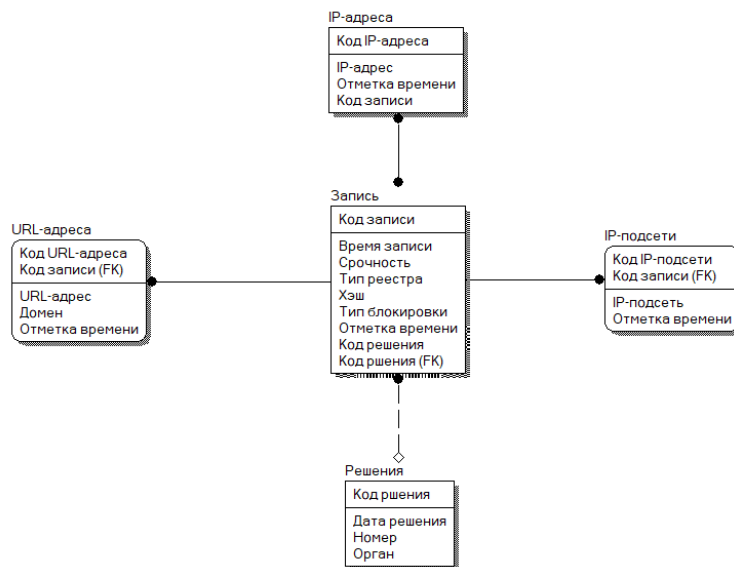 IP-адреса
Код IP-адреса
IP-адрес
Отметка времени
Код записи
Запись
Код записи
Время записи
Срочность
Тип реестра
Хэш
Тип блокировки
Отметка времени
Код решения
Код ршения (FK)
URL-адреса
Код URL-адреса
Код записи (FK)
URL-адрес
Домен
Отметка времени
IP-подсети
Код IP-подсети
Код записи (FK)
IP-подсеть
Отметка времени
Решения
Код ршения
Дата решения
Номер
Орган